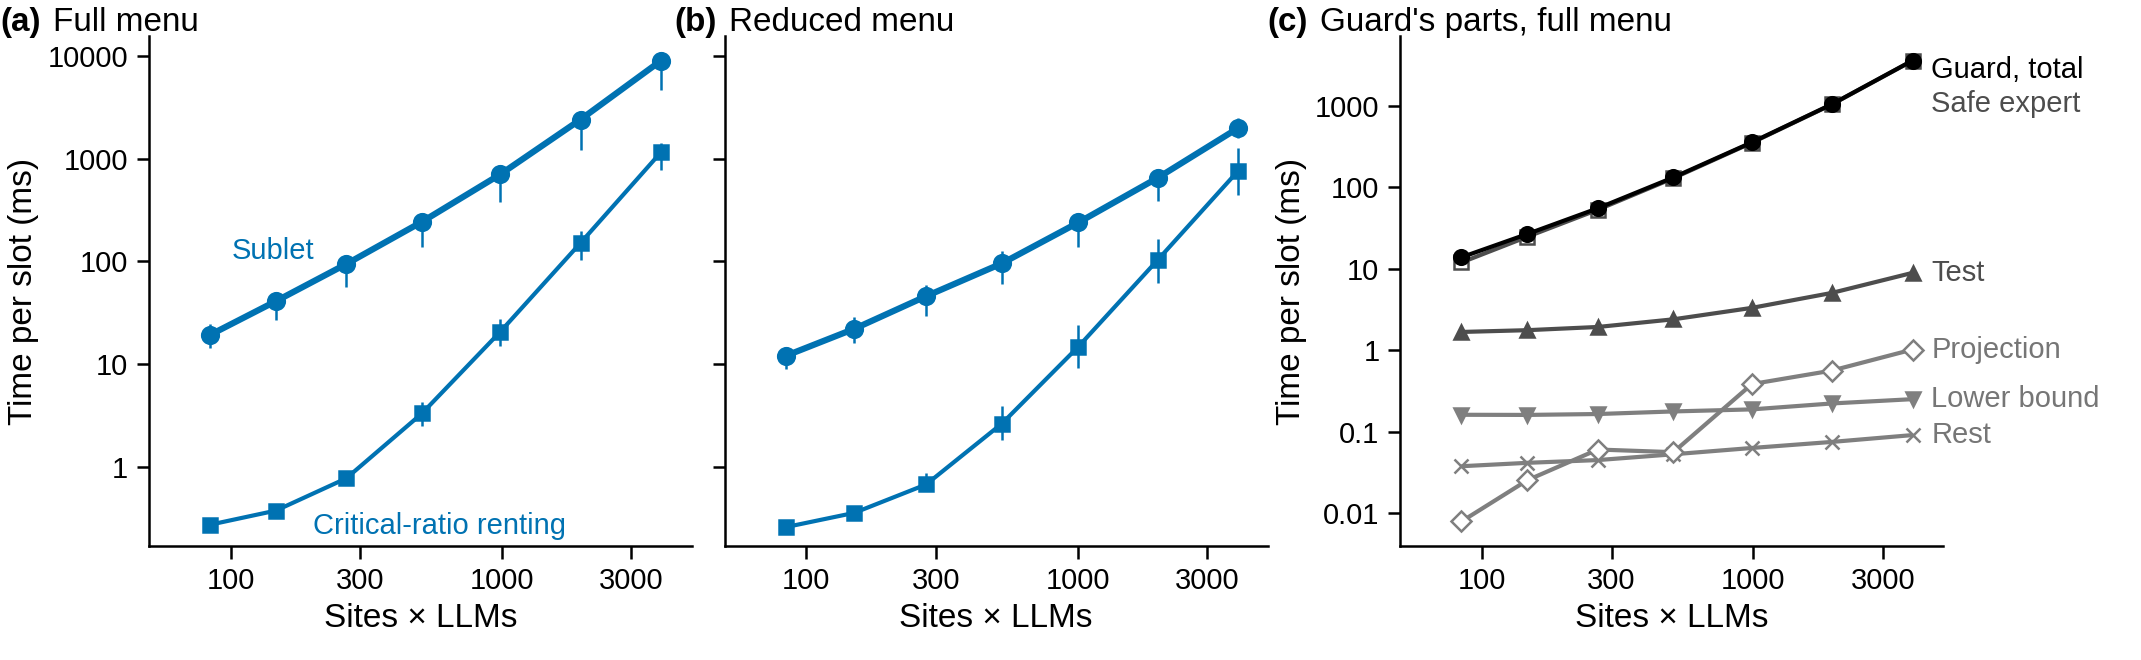 (a) Full menu
10000
1000
100
10
1
Time per slot (ms)
Sublet
Critical-ratio renting
100 300 1000 3000
Sites × LLMs
(b) Reduced menu
100 300 1000 3000
Sites × LLMs
(c) Guard's parts, full menu
1000
100
10
1
0.1
0.01
Time per slot (ms)
Guard, total
Safe expert
Test
Projection
Lower bound
Rest
100 300 1000 3000
Sites × LLMs